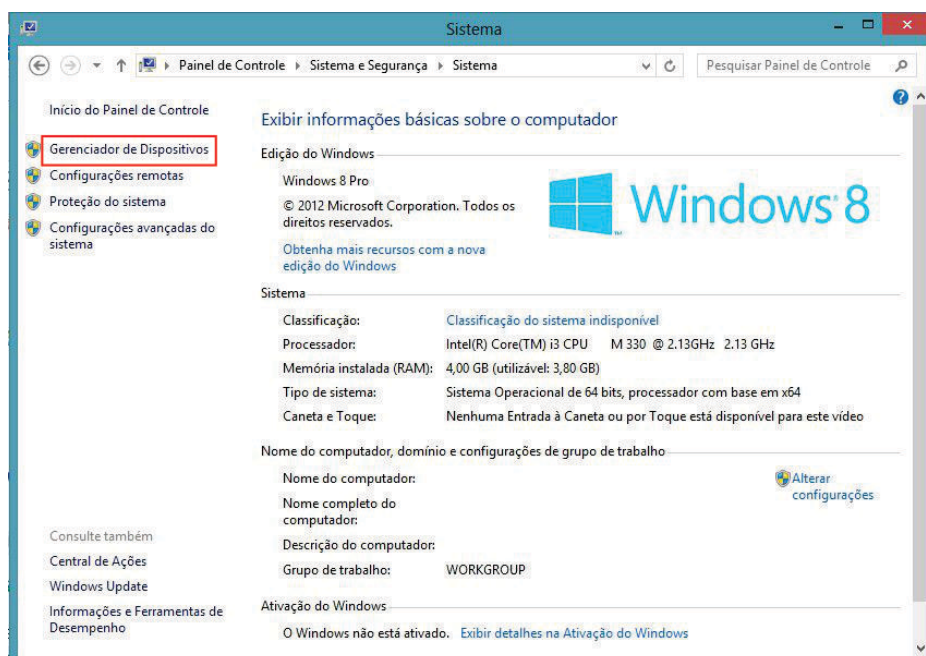 Sistema
Painel de Controle
Sistema e Segurança
Sistema
Pesquisar Painel de Controle
Início do Painel de Controle
Gerenciador de Dispositivos
Configurações remotas
Proteção do sistema
Configurações avançadas do
sistema
Exibir informações básicas sobre o computador
Edição do Windows
Windows 8 Pro
© 2012 Microsoft Corporation. Todos os
direitos reservados.
Obtenha mais recursos com a nova
edição do Windows
Windows 8
Sistema
Classificação: Classificação do sistema indisponível
Processador: Intel(R) Core(TM) i3 CPU M 330 @ 2.13GHz 2.13 GHz
Memória instalada (RAM): 4,00 GB (utilizável: 3,80 GB)
Tipo de sistema: Sistema Operacional de 64 bits, processador com base em x64
Caneta e Toque: Nenhuma Entrada à Caneta ou por Toque está disponível para este vídeo
Nome do computador, domínio e configurações de grupo de trabalho
Nome do computador:
Alterar
configurações
Nome completo do
computador:
Descrição do computador:
Grupo de trabalho: WORKGROUP
Ativação do Windows
O Windows não está ativado. Exibir detalhes na Ativação do Windows
Consulte também
Central de Ações
Windows Update
Informações e Ferramentas de
Desempenho